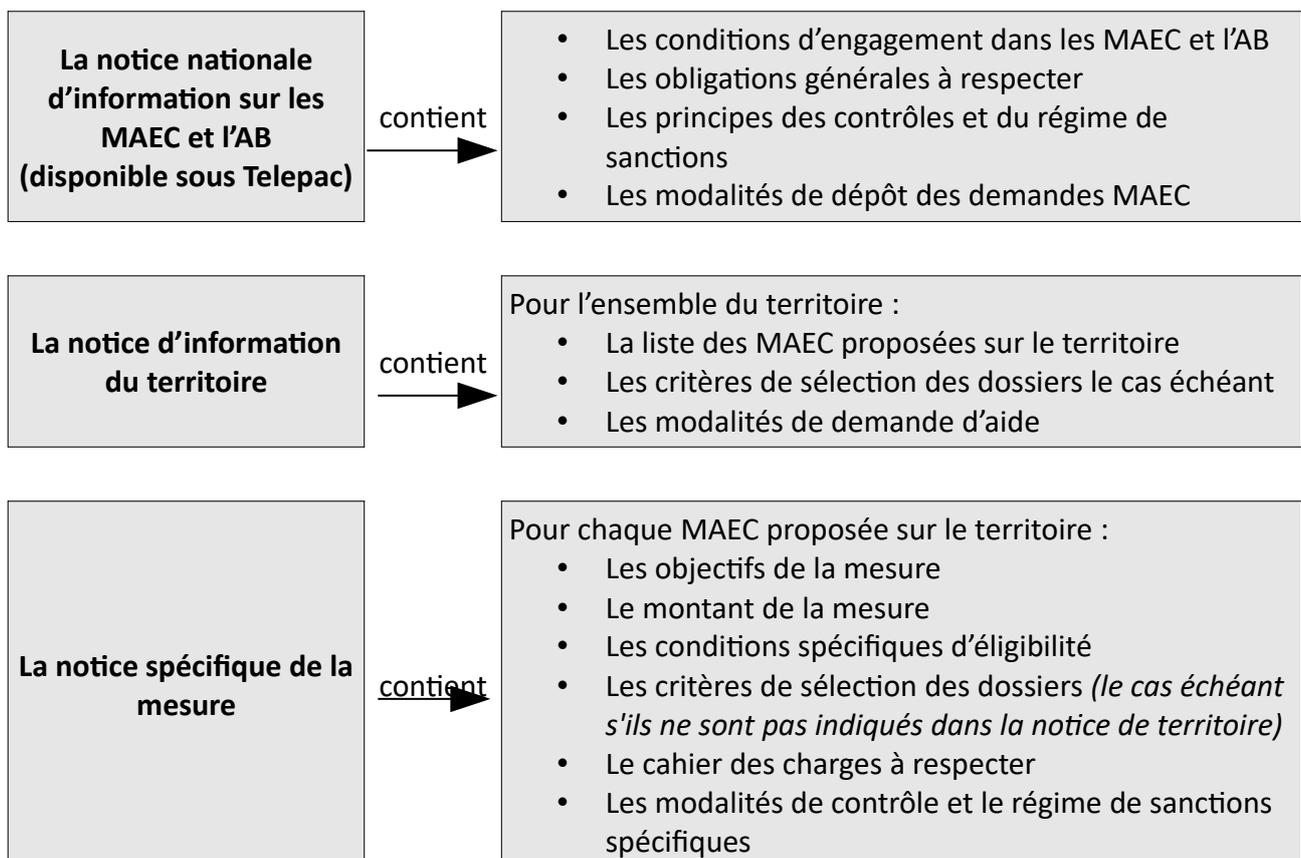 La notice nationale
d'information sur les
MAEC et l'AB
(disponible sous Telepac)
contient
• Les conditions d'engagement dans les MAEC et l'AB
• Les obligations générales à respecter
• Les principes des contrôles et du régime de
sanctions
• Les modalités de dépôt des demandes MAEC
La notice d'information
du territoire
contient
Pour l'ensemble du territoire :
• La liste des MAEC proposées sur le territoire
• Les critères de sélection des dossiers le cas échéant
• Les modalités de demande d'aide
La notice spécifique de la
mesure
contient
Pour chaque MAEC proposée sur le territoire :
• Les objectifs de la mesure
• Le montant de la mesure
• Les conditions spécifiques d'éligibilité
• Les critères de sélection des dossiers (le cas échéant
s'ils ne sont pas indiqués dans la notice de territoire)
• Le cahier des charges à respecter
• Les modalités de contrôle et le régime de sanctions
spécifiques